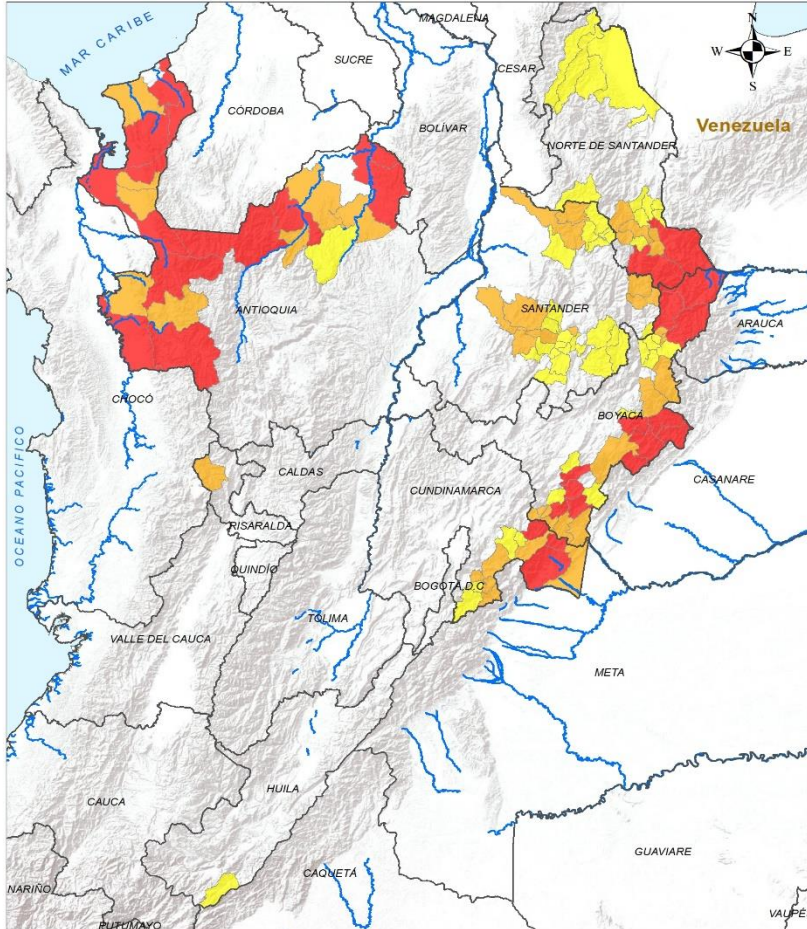 MAGDALENA
N
W
E
S
MAR CARIBE
SUCRE
CESAR
CÓRDOBA
BOLÍVAR
Venezuela
NORTE DE SANTANDER
ANTIOQUIA
SANTANDER
ARAUCA
CHOCÓ
BOYACÁ
OCEANO PACIFICO
CALDAS
CUNDINAMARCA
CASANARE
RISARALDA
QUINDÍO
BOGOTÁ,D.C
TOLIMA
VALLE DEL CAUCA
META
HUILA
CAUCA
GUAVIARE
CAQUETÁ
NARIÑO
PUTUMAYO
VAUPÉ